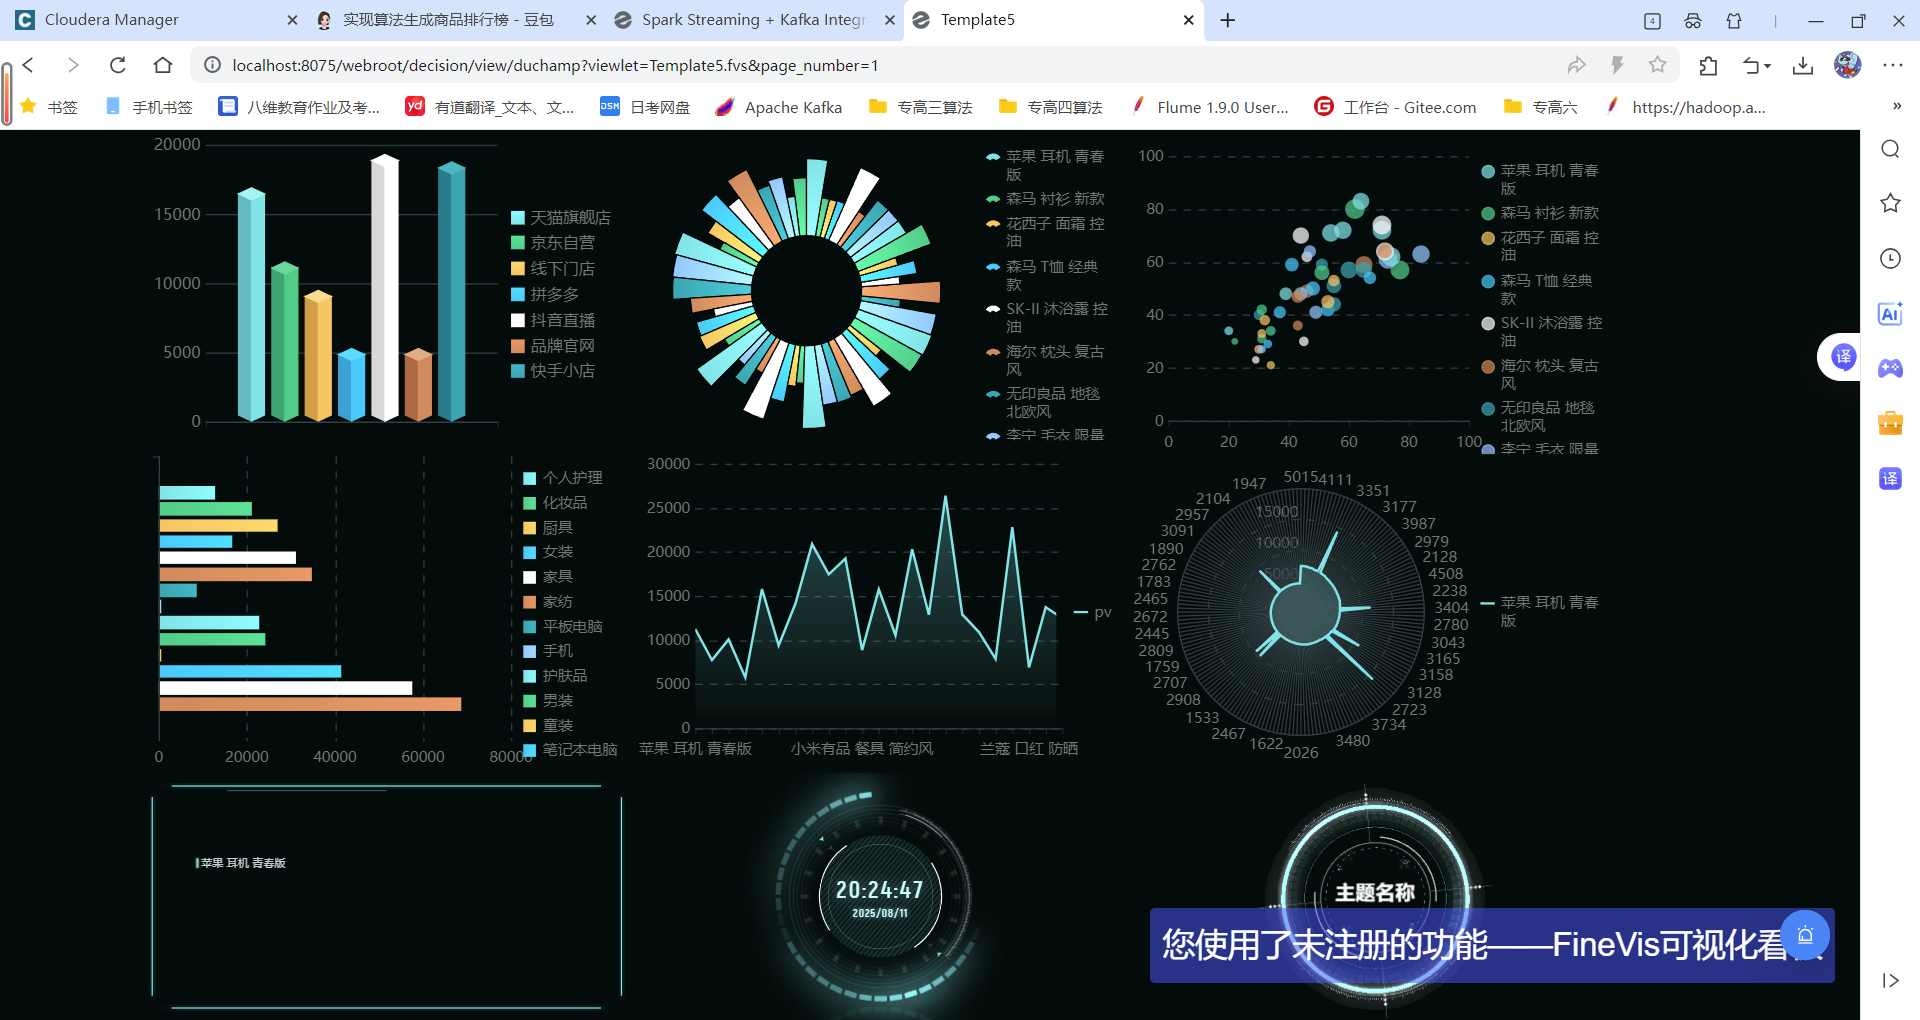 Cloudera Manager
实现算法生成商品排行榜 - 豆包
Spark Streaming + Kafka Integr
Template5
4
localhost:8075/webroot/decision/view/duchamp?viewlet=Template5.fvs&page_number=1
书签
手机书签
八维教育作业及考...
有道翻译_文本、文...
日考网盘
Apache Kafka
专高三算法
专高四算法
Flume 1.9.0 User...
工作台 - Gitee.com
专高六
https://hadoop.a...
20000
15000
10000
5000
0
天猫旗舰店
京东自营
线下门店
拼多多
抖音直播
品牌官网
快手小店
苹果 耳机 青春
版
森马 衬衫 新款
花西子 面霜 控
油
森马 T恤 经典
款
SK-II 沐浴露 控
油
海尔 枕头 复古
风
无印良品 地毯
北欧风
李宁 毛衣 限量
100
80
60
40
20
0
0
20
40
60
80
100
苹果 耳机 青春
版
森马 衬衫 新款
花西子 面霜 控
油
森马 T恤 经典
款
SK-II 沐浴露 控
油
海尔 枕头 复古
风
无印良品 地毯
北欧风
李宁 毛衣 限量
0
20000
40000
60000
80000
个人护理
化妆品
厨具
女装
家具
家纺
平板电脑
手机
护肤品
男装
童装
笔记本电脑
30000
25000
20000
15000
10000
5000
0
苹果 耳机 青春版
小米有品 餐具 简约风
兰蔻 口红 防晒
pv
5015
4111
3351
3177
3987
2979
2128
4508
2238
3404
2780
3043
3165
3158
3128
2723
3734
3480
2026
1622
2467
1533
2908
2707
1759
2809
2445
2672
2465
1783
2762
1890
3091
2957
2104
1947
15000
10000
5000
苹果 耳机 青春
版
苹果 耳机 青春版
20:24:47
2025/08/11
主题名称
您使用了未注册的功能——FineVis可视化看
译
AI
译